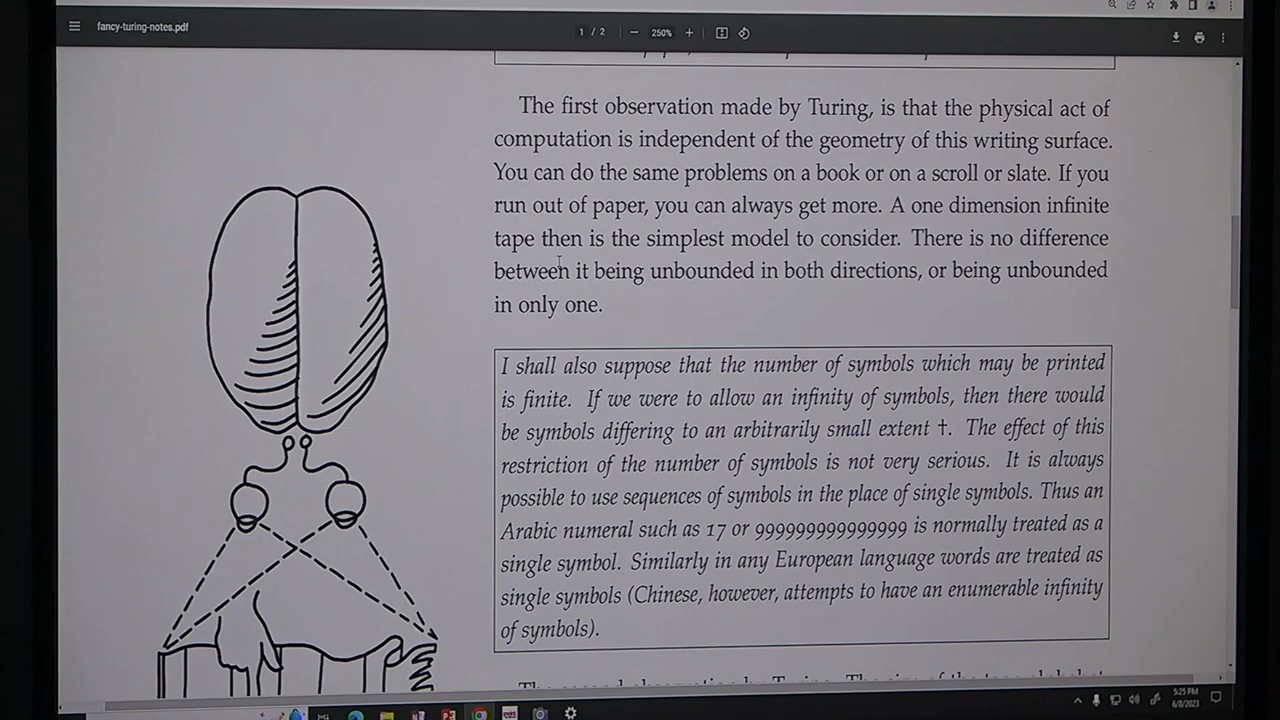 fancy-turing-notes.pdf
1 / 2
250%
The first observation made by Turing, is that the physical act of
computation is independent of the geometry of this writing surface.
You can do the same problems on a book or on a scroll or slate. If you
run out of paper, you can always get more. A one dimension infinite
tape then is the simplest model to consider. There is no difference
between it being unbounded in both directions, or being unbounded
in only one.
I shall also suppose that the number of symbols which may be printed
is finite. If we were to allow an infinity of symbols, then there would
be symbols differing to an arbitrarily small extent †. The effect of this
restriction of the number of symbols is not very serious. It is always
possible to use sequences of symbols in the place of single symbols. Thus an
Arabic numeral such as 17 or 999999999999999 is normally treated as a
single symbol. Similarly in any European language words are treated as
single symbols (Chinese, however, attempts to have an enumerable infinity
of symbols).
5:25 PM
6/8/2023